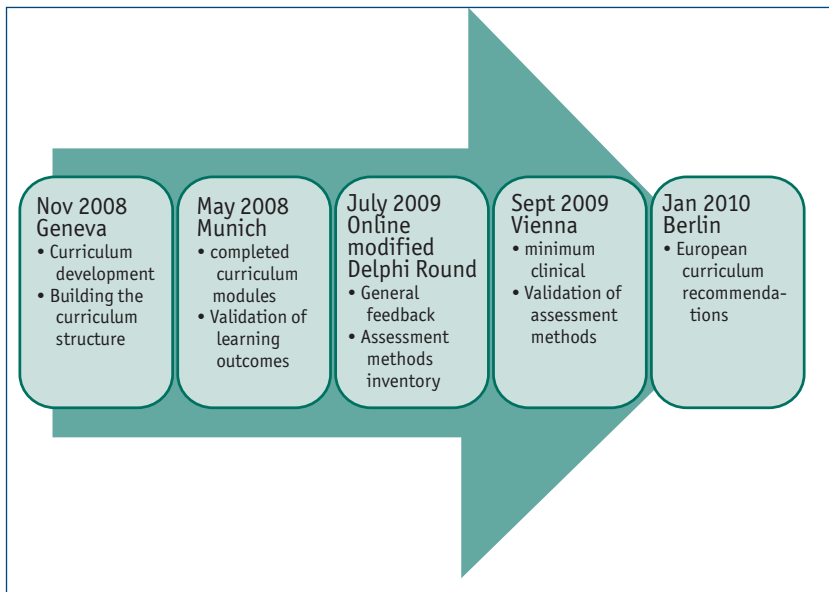 Nov 2008
Geneva
• Curriculum
development
• Building the
curriculum
structure
May 2008
Munich
• completed
curriculum
modules
• Validation of
learning
outcomes
July 2009
Online
modified
Delphi Round
• General
feedback
• Assessment
methods
inventory
Sept 2009
Vienna
• minimum
clinical
• Validation of
assessment
methods
Jan 2010
Berlin
• European
curriculum
recommenda-
tions